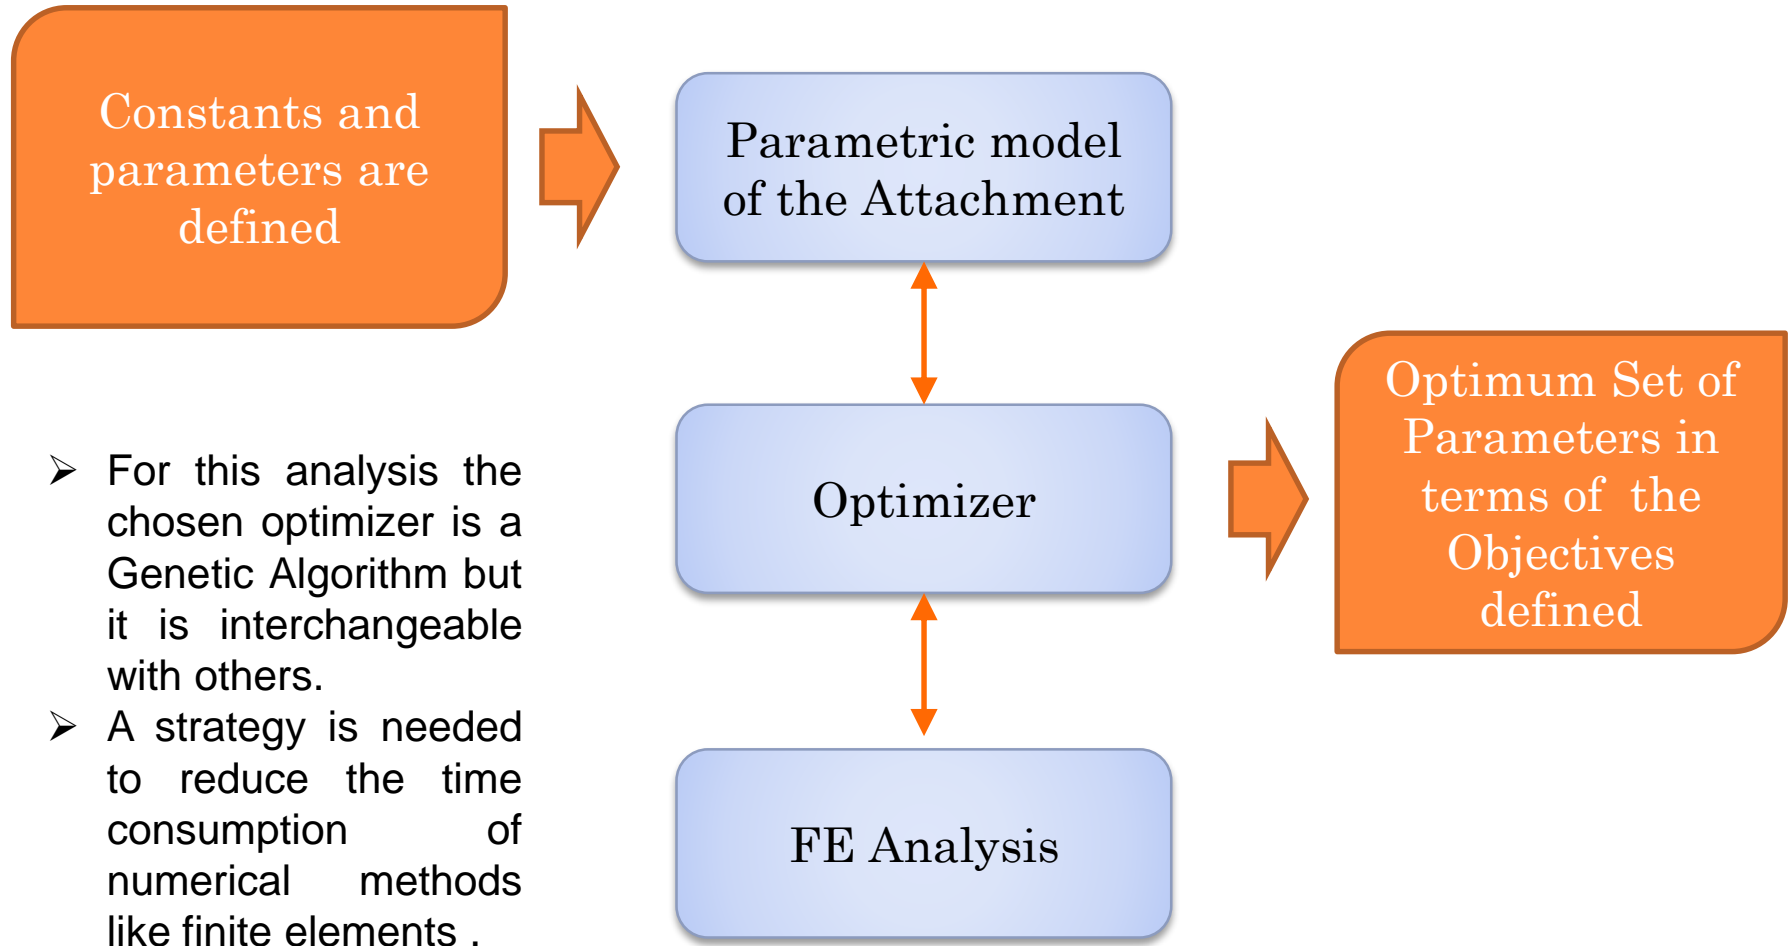 Constants and
parameters are
defined
Parametric model
of the Attachment
Optimizer
FE Analysis
Optimum Set of
Parameters in
terms of the
Objectives
defined
➢ For this analysis the
chosen optimizer is a
Genetic Algorithm but
it is interchangeable
with others.
➢ A strategy is needed
to reduce the time
consumption of
numerical methods
like finite elements .